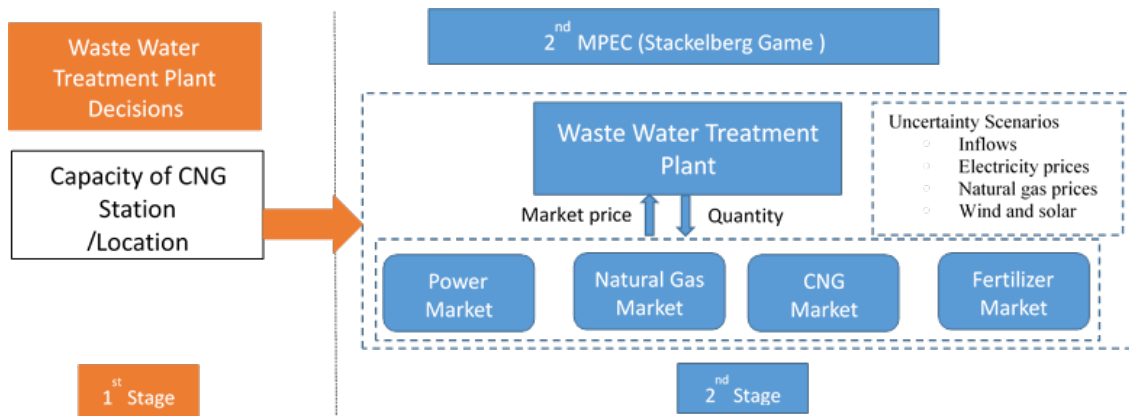 Waste Water
Treatment Plant
Decisions
Capacity of CNG
Station
/Location
1st Stage
2nd MPEC (Stackelberg Game )
Waste Water Treatment
Plant
Uncertainty Scenarios
○ Inflows
○ Electricity prices
○ Natural gas prices
○ Wind and solar
Market price
Quantity
Power
Market
Natural Gas
Market
CNG
Market
Fertilizer
Market
2nd Stage